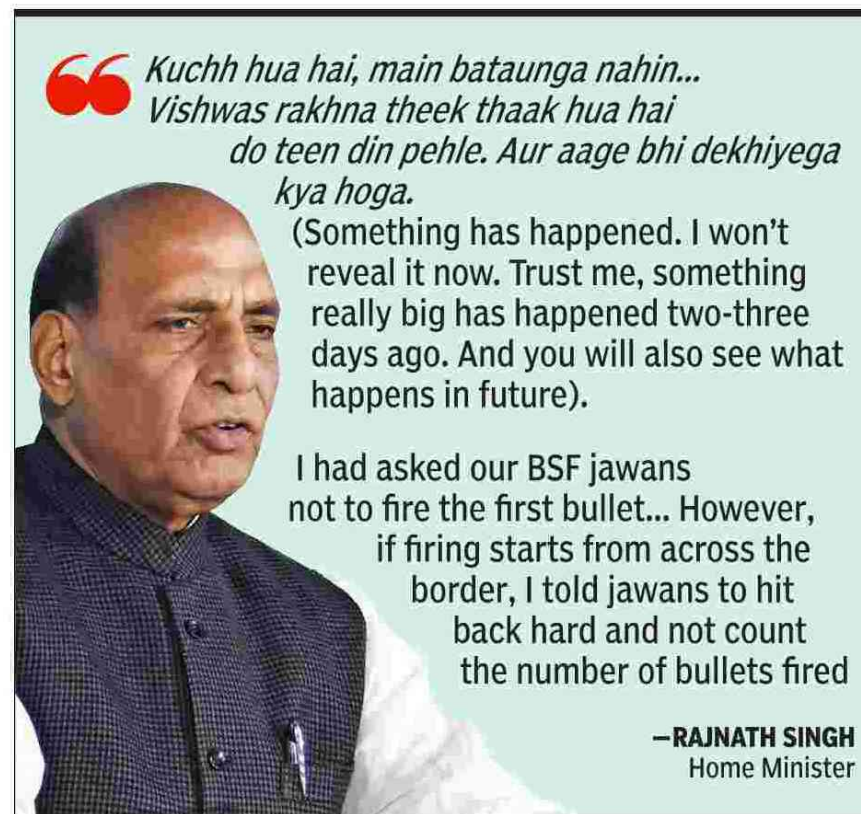 Kuchh hua hai, main bataunga nahin...
Vishwas rakhna theek thaak hua hai
do teen din pehle. Aur aage bhi dekhiyega
kya hoga.
(Something has happened. I won't
reveal it now. Trust me, something
really big has happened two-three
days ago. And you will also see what
happens in future).
I had asked our BSF jawans
not to fire the first bullet... However,
if firing starts from across the
border, I told jawans to hit
back hard and not count
the number of bullets fired
—RAJNATH SINGH
Home Minister